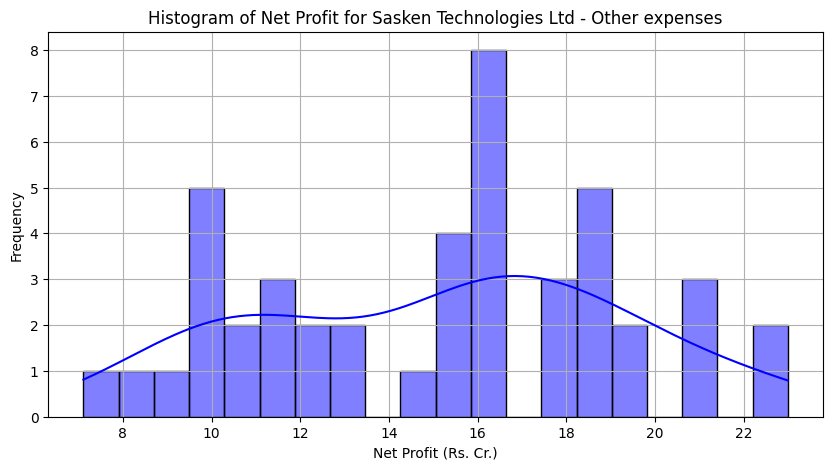 Histogram of Net Profit for Sasken Technologies Ltd - Other expenses
Frequency
8
7
6
5
4
3
2
1
0
8 10 12 14 16 18 20 22
Net Profit (Rs. Cr.)